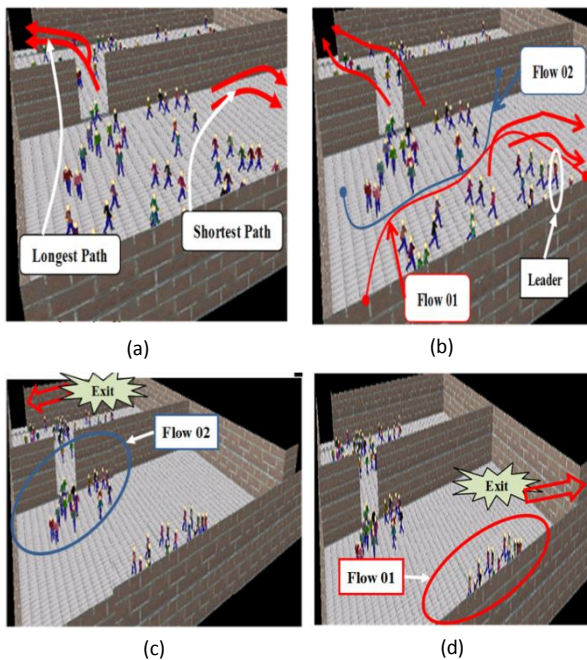 Longest Path
Shortest Path
(a)
Flow 02
Leader
Flow 01
(b)
Exit
Flow 02
(c)
Exit
Flow 01
(d)